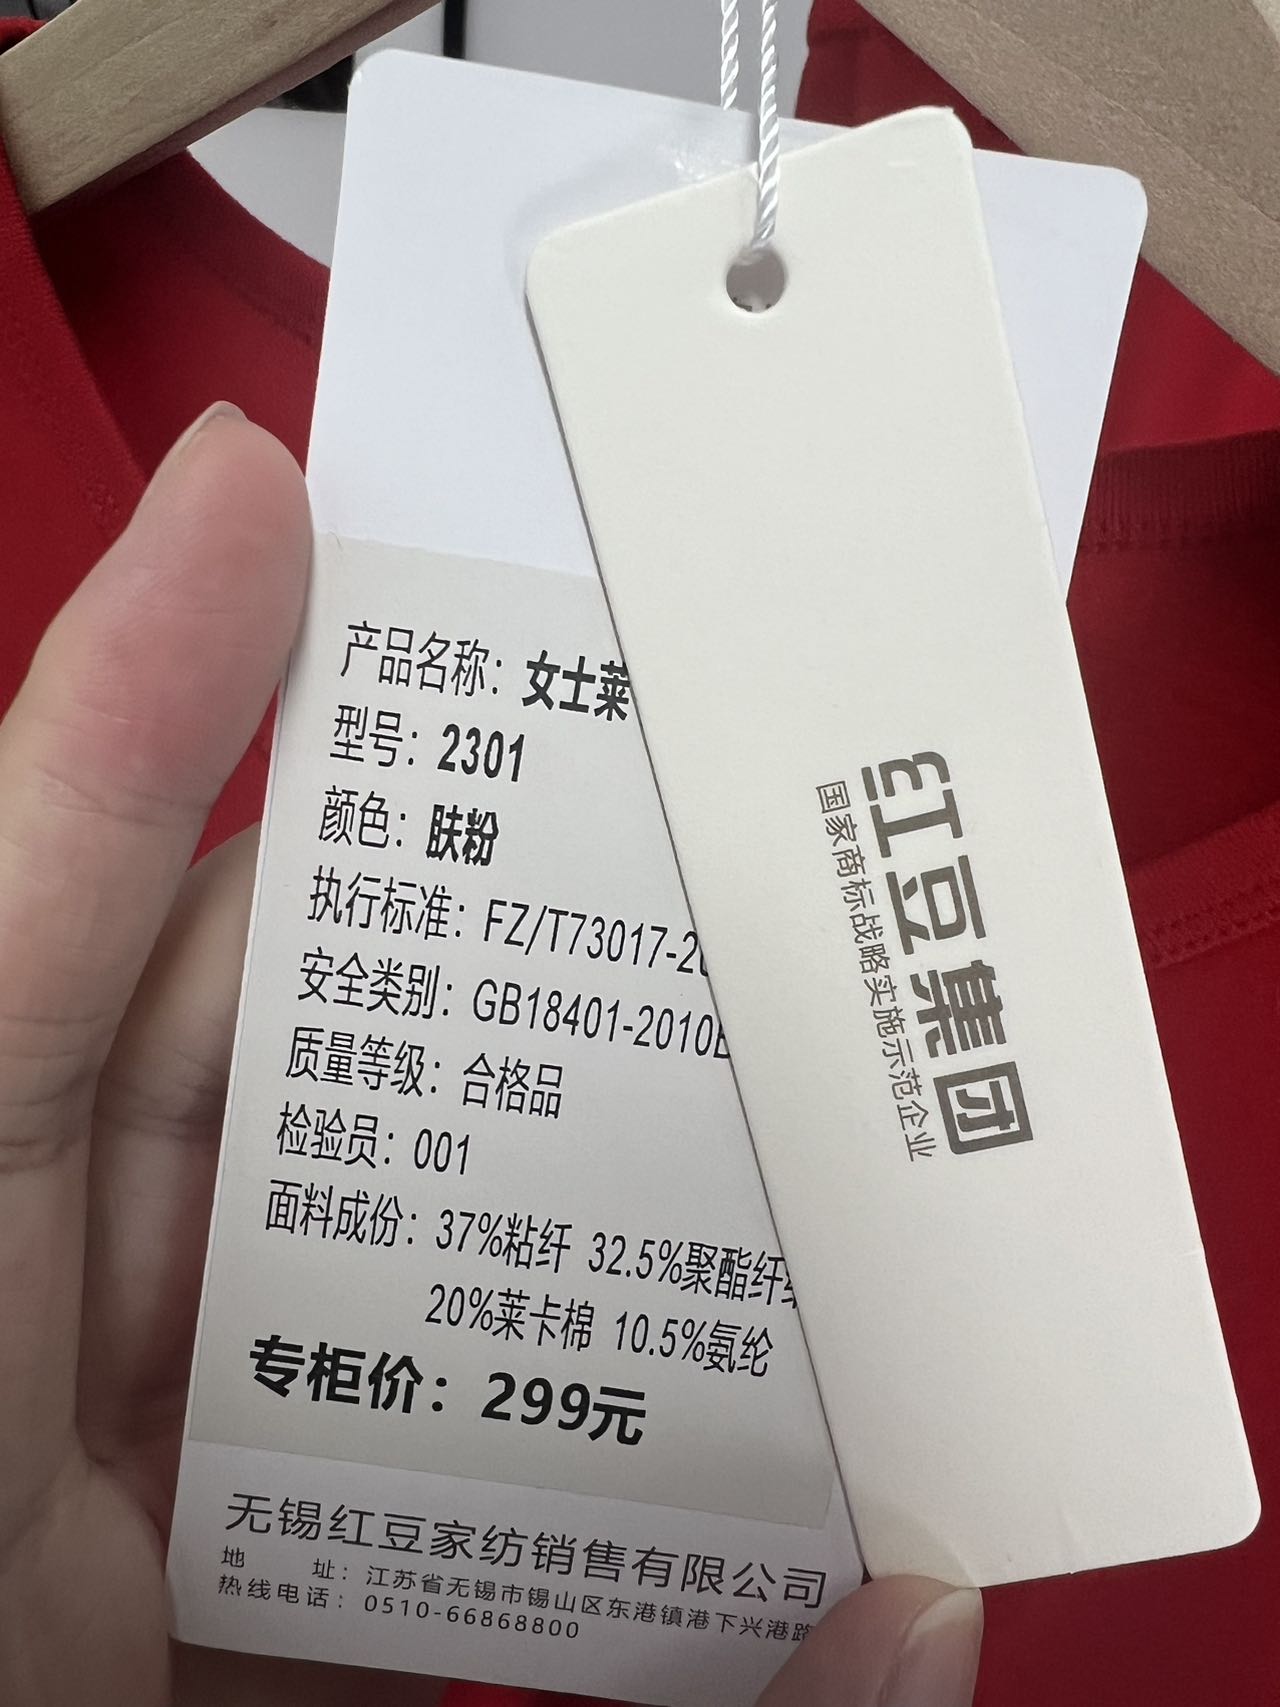 产品名称：女士莱
型号：2301
颜色：肤粉
执行标准：FZ/T73017-20
安全类别：GB18401-2010B
质量等级：合格品
检验员：001
面料成份：37%粘纤 32.5%聚酯纤维
20%莱卡棉 10.5%氨纶
专柜价：299元
无锡红豆家纺销售有限公司
地 址：江苏省无锡市锡山区东港镇港下兴港路
热线电话：0510-66868800
红豆集团
国家商标战略实施示范企业